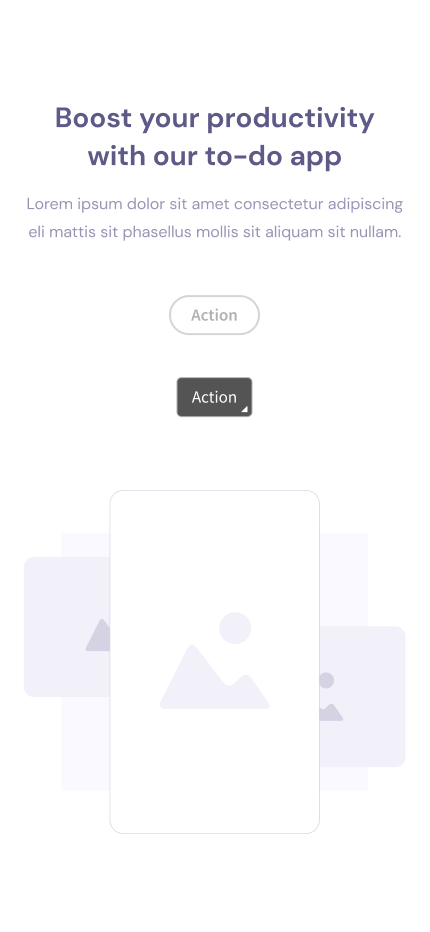 Boost your productivity
with our to-do app
Lorem ipsum dolor sit amet consectetur adipiscing
eli mattis sit phasellus mollis sit aliquam sit nullam.
Action
Action